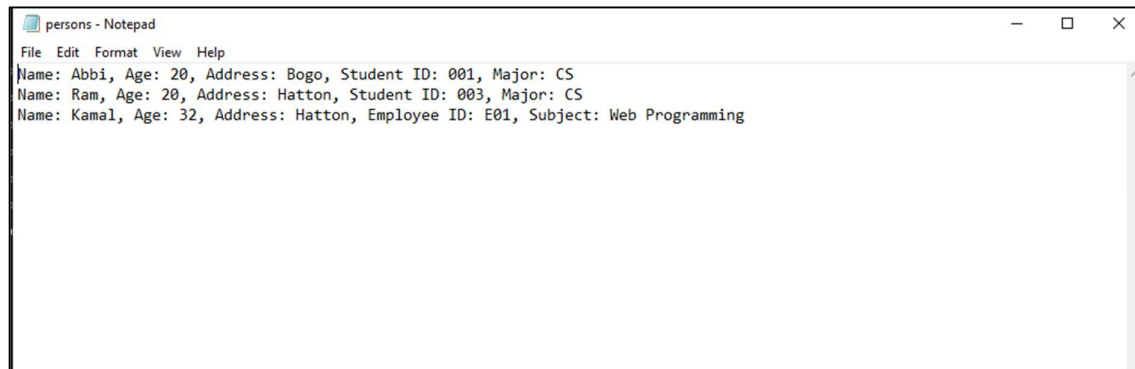 persons - Notepad
File Edit Format View Help
Name: Abbi, Age: 20, Address: Bogo, Student ID: 001, Major: CS
Name: Ram, Age: 20, Address: Hatton, Student ID: 003, Major: CS
Name: Kamal, Age: 32, Address: Hatton, Employee ID: E01, Subject: Web Programming